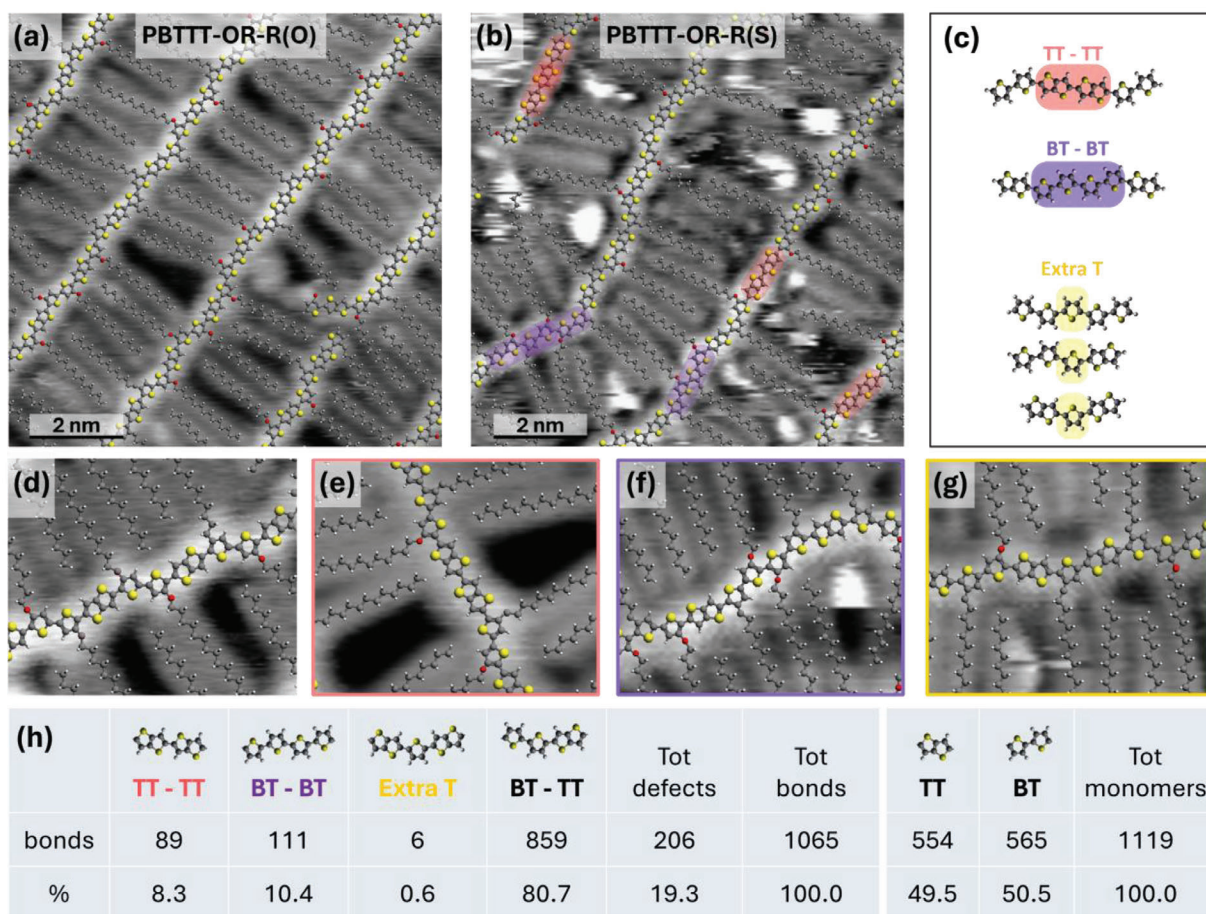 (a) PBTTT-OR-R(O)
2 nm
(b) PBTTT-OR-R(S)
2 nm
(c)
TT - TT
BT - BT
Extra T
(d)
(e)
(f)
(g)
(h)
TT - TT BT - BT Extra T BT - TT Tot defects Tot bonds TT BT Tot monomers
bonds 89 111 6 859 206 1065 554 565 1119
% 8.3 10.4 0.6 80.7 19.3 100.0 49.5 50.5 100.0